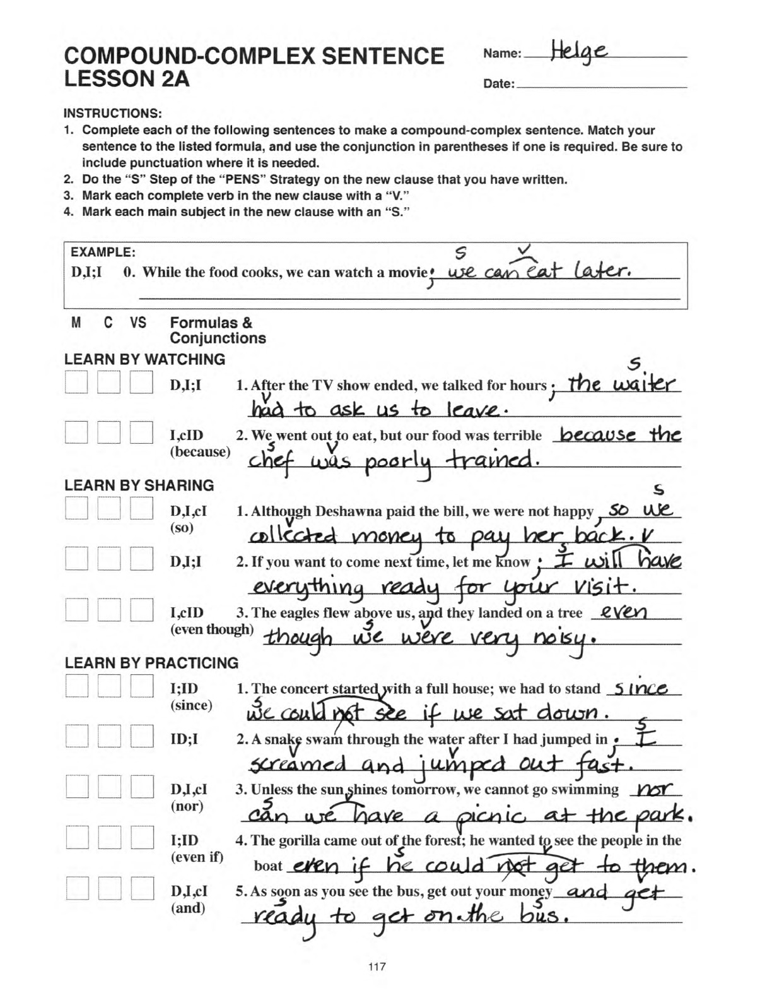 COMPOUND-COMPLEX SENTENCE
LESSON 2A
Name: Helge
Date:
INSTRUCTIONS:
1. Complete each of the following sentences to make a compound-complex sentence. Match your
sentence to the listed formula, and use the conjunction in parentheses if one is required. Be sure to
include punctuation where it is needed.
2. Do the “S” Step of the “PENS” Strategy on the new clause that you have written.
3. Mark each complete verb in the new clause with a “V.”
4. Mark each main subject in the new clause with an “S.”
EXAMPLE:
S V
D,I;I 0. While the food cooks, we can watch a movie; we can eat later.
M C VS Formulas &
Conjunctions
LEARN BY WATCHING
S
D,I;I 1. After the TV show ended, we talked for hours ; the waiter
V
had to ask us to leave.
I,cID 2. We went out to eat, but our food was terrible because the
(because)
S V
chef was poorly trained.
LEARN BY SHARING
S
D,I,cI 1. Although Deshawna paid the bill, we were not happy , so we
(so)
V
collected money to pay her back.
S V
D,I;I 2. If you want to come next time, let me know ; I will have
everything ready for your visit.
I,cID 3. The eagles flew above us, and they landed on a tree even
(even though)
S V
though we were very noisy.
LEARN BY PRACTICING
I;ID 1. The concert started with a full house; we had to stand since
(since)
S V
we could not see if we sat down.
S
ID;I 2. A snake swam through the water after I had jumped in ; I
V V
screamed and jumped out fast.
D,I,cI 3. Unless the sun shines tomorrow, we cannot go swimming nor
(nor)
S V
can we have a picnic at the park.
I;ID 4. The gorilla came out of the forest; he wanted to see the people in the
(even if)
S V
boat even if he could not get to them.
D,I,cI 5. As soon as you see the bus, get out your money and get
(and)
S S
ready to get on the bus.
117